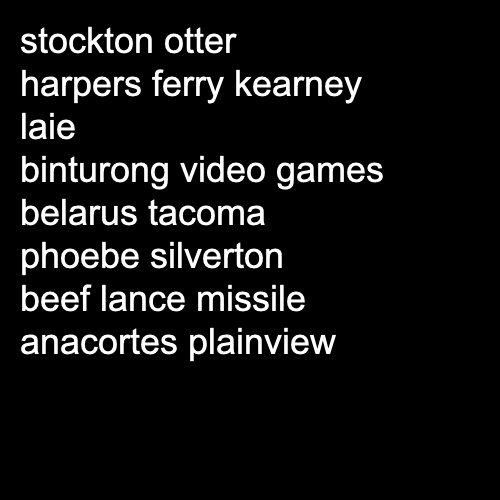 stockton otter
harpers ferry kearney
laie
binturong video games
belarus tacoma
phoebe silverton
beef lance missile
anacortes plainview